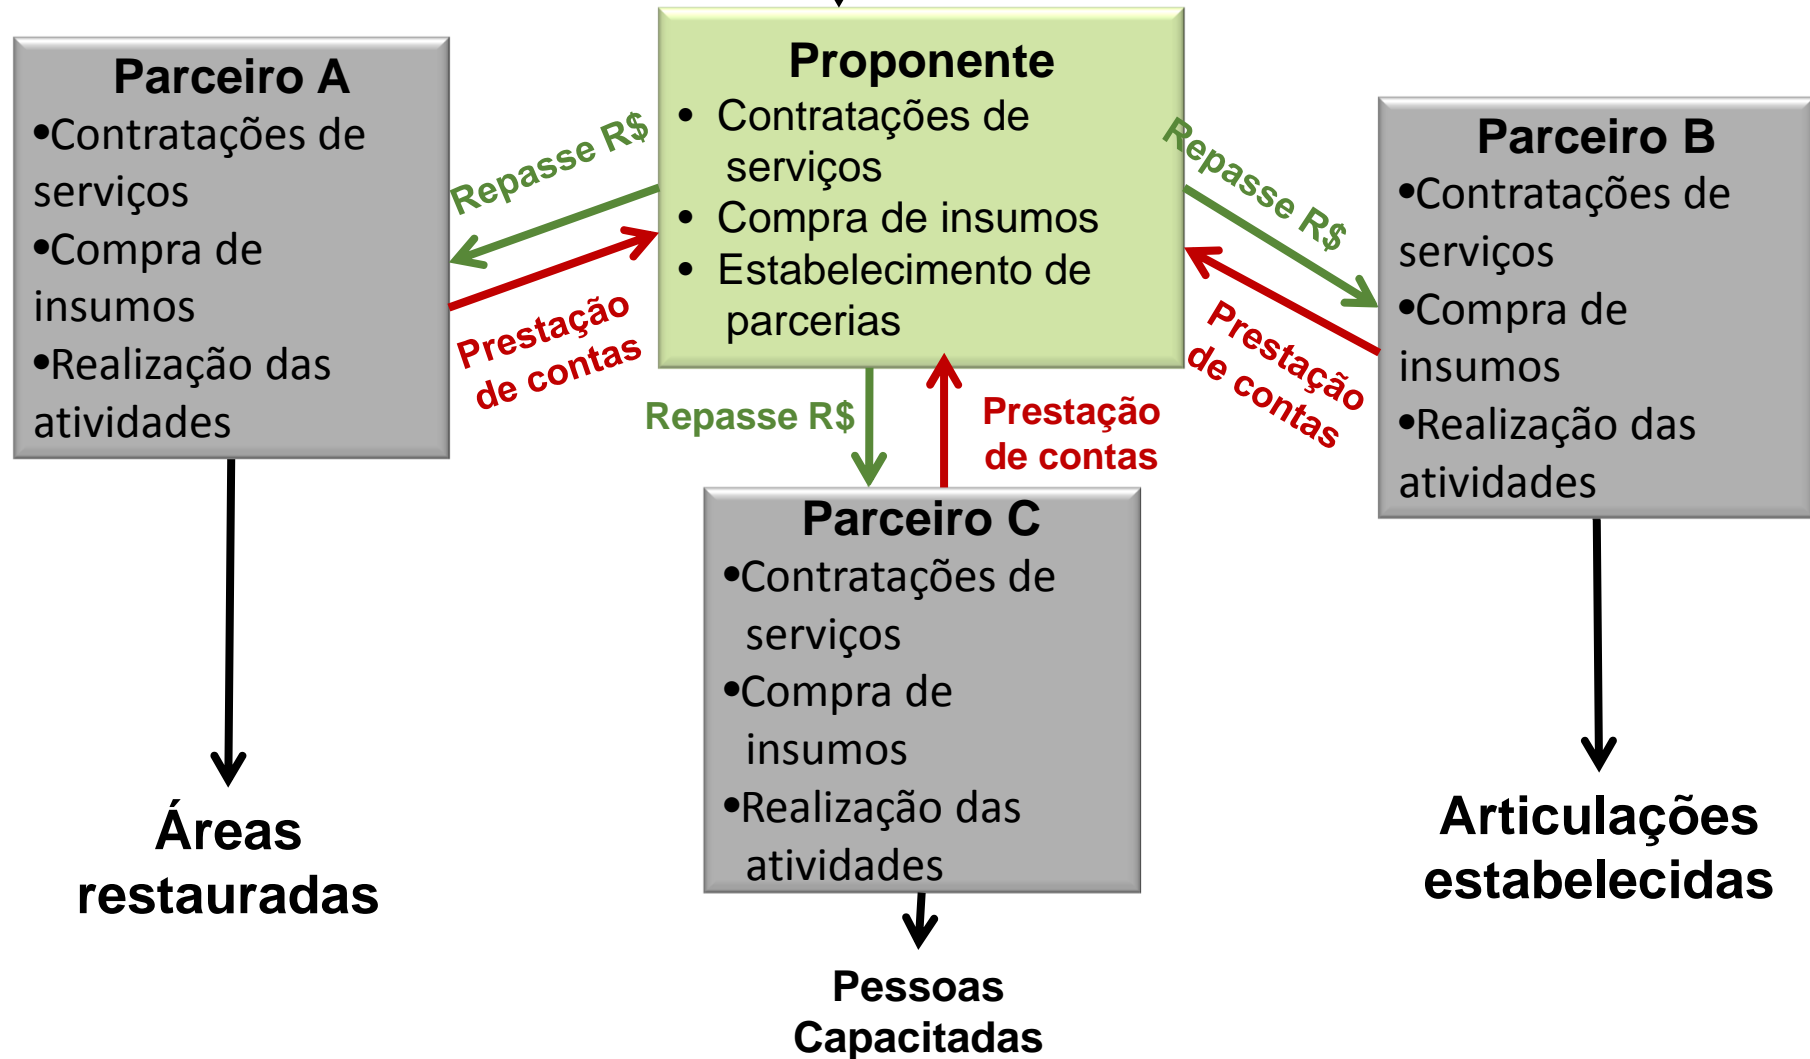 Parceiro A
•Contratações de
serviços
•Compra de
insumos
•Realização das
atividades
Repasse R$
Prestação
de contas
Proponente
• Contratações de
serviços
• Compra de insumos
• Estabelecimento de
parcerias
Repasse R$
Prestação
de contas
Parceiro B
•Contratações de
serviços
•Compra de
insumos
•Realização das
atividades
Repasse R$
Prestação
de contas
Parceiro C
•Contratações de
serviços
•Compra de
insumos
•Realização das
atividades
Áreas
restauradas
Articulações
estabelecidas
Pessoas
Capacitadas